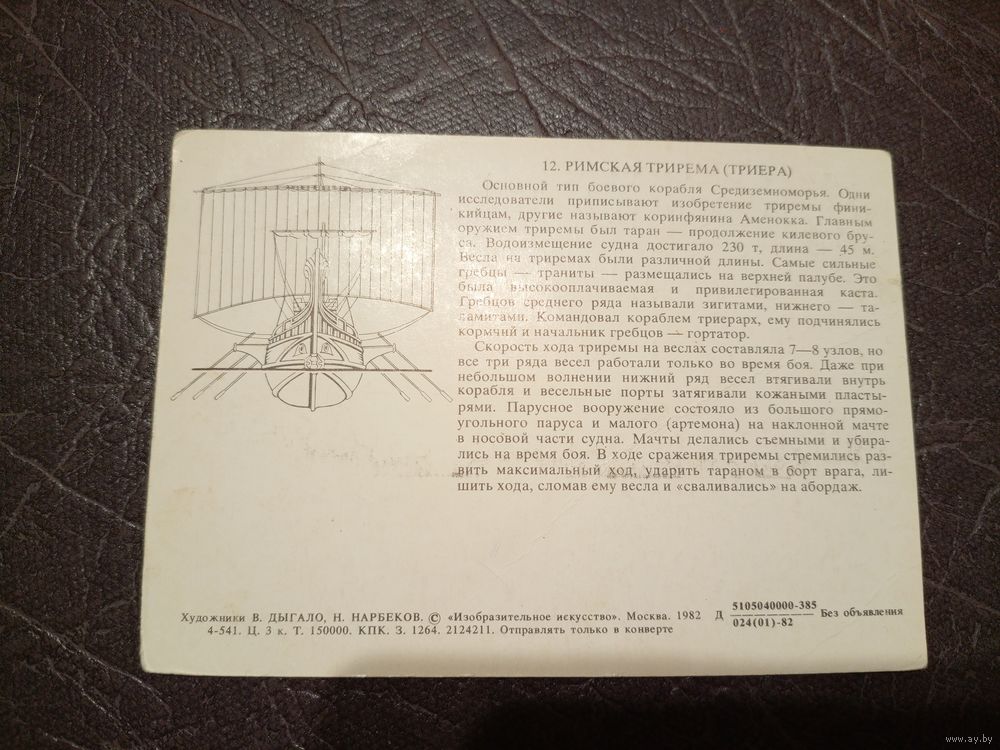 12. РИМСКАЯ ТРИРЕМА (ТРИЕРА)
Основной тип боевого корабля Средиземноморья. Одни
исследователи приписывают изобретение триремы фини-
кийцам, другие называют коринфянина Аменокка. Главным
оружием триремы был таран — продолжение килевого бру-
са. Водоизмещение судна достигало 230 т, длина — 45 м.
Весла на триремах были различной длины. Самые сильные
гребцы — траниты — размещались на верхней палубе. Это
была высокооплачиваемая и привилегированная каста.
Гребцов среднего ряда называли зигитами, нижнего — та-
ламитами. Командовал кораблем триерарх, ему подчинялись
кормчий и начальник гребцов — гортатор.
Скорость хода триремы на веслах составляла 7—8 узлов, но
все три ряда весел работали только во время боя. Даже при
небольшом волнении нижний ряд весел втягивали внутрь
корабля и весельные порты затягивали кожаными пласты-
рями. Парусное вооружение состояло из большого прямо-
угольного паруса и малого (артемона) на наклонной мачте
в носовой части судна. Мачты делались съемными и убира-
лись на время боя. В ходе сражения триремы стремились раз-
вить максимальный ход, ударить тараном в борт врага, ли-
шить хода, сломав ему весла и «сваливались» на абордаж.
Художники В. ДЫГАЛО, Н. НАРБЕКОВ. © «Изобразительное искусство». Москва. 1982
4-541. Ц. 3 к. Т. 150000. КПК. З. 1264. 2124211. Отправлять только в конверте
Д 5105040000-385
024(01)-82
Без объявления
www.ay.by